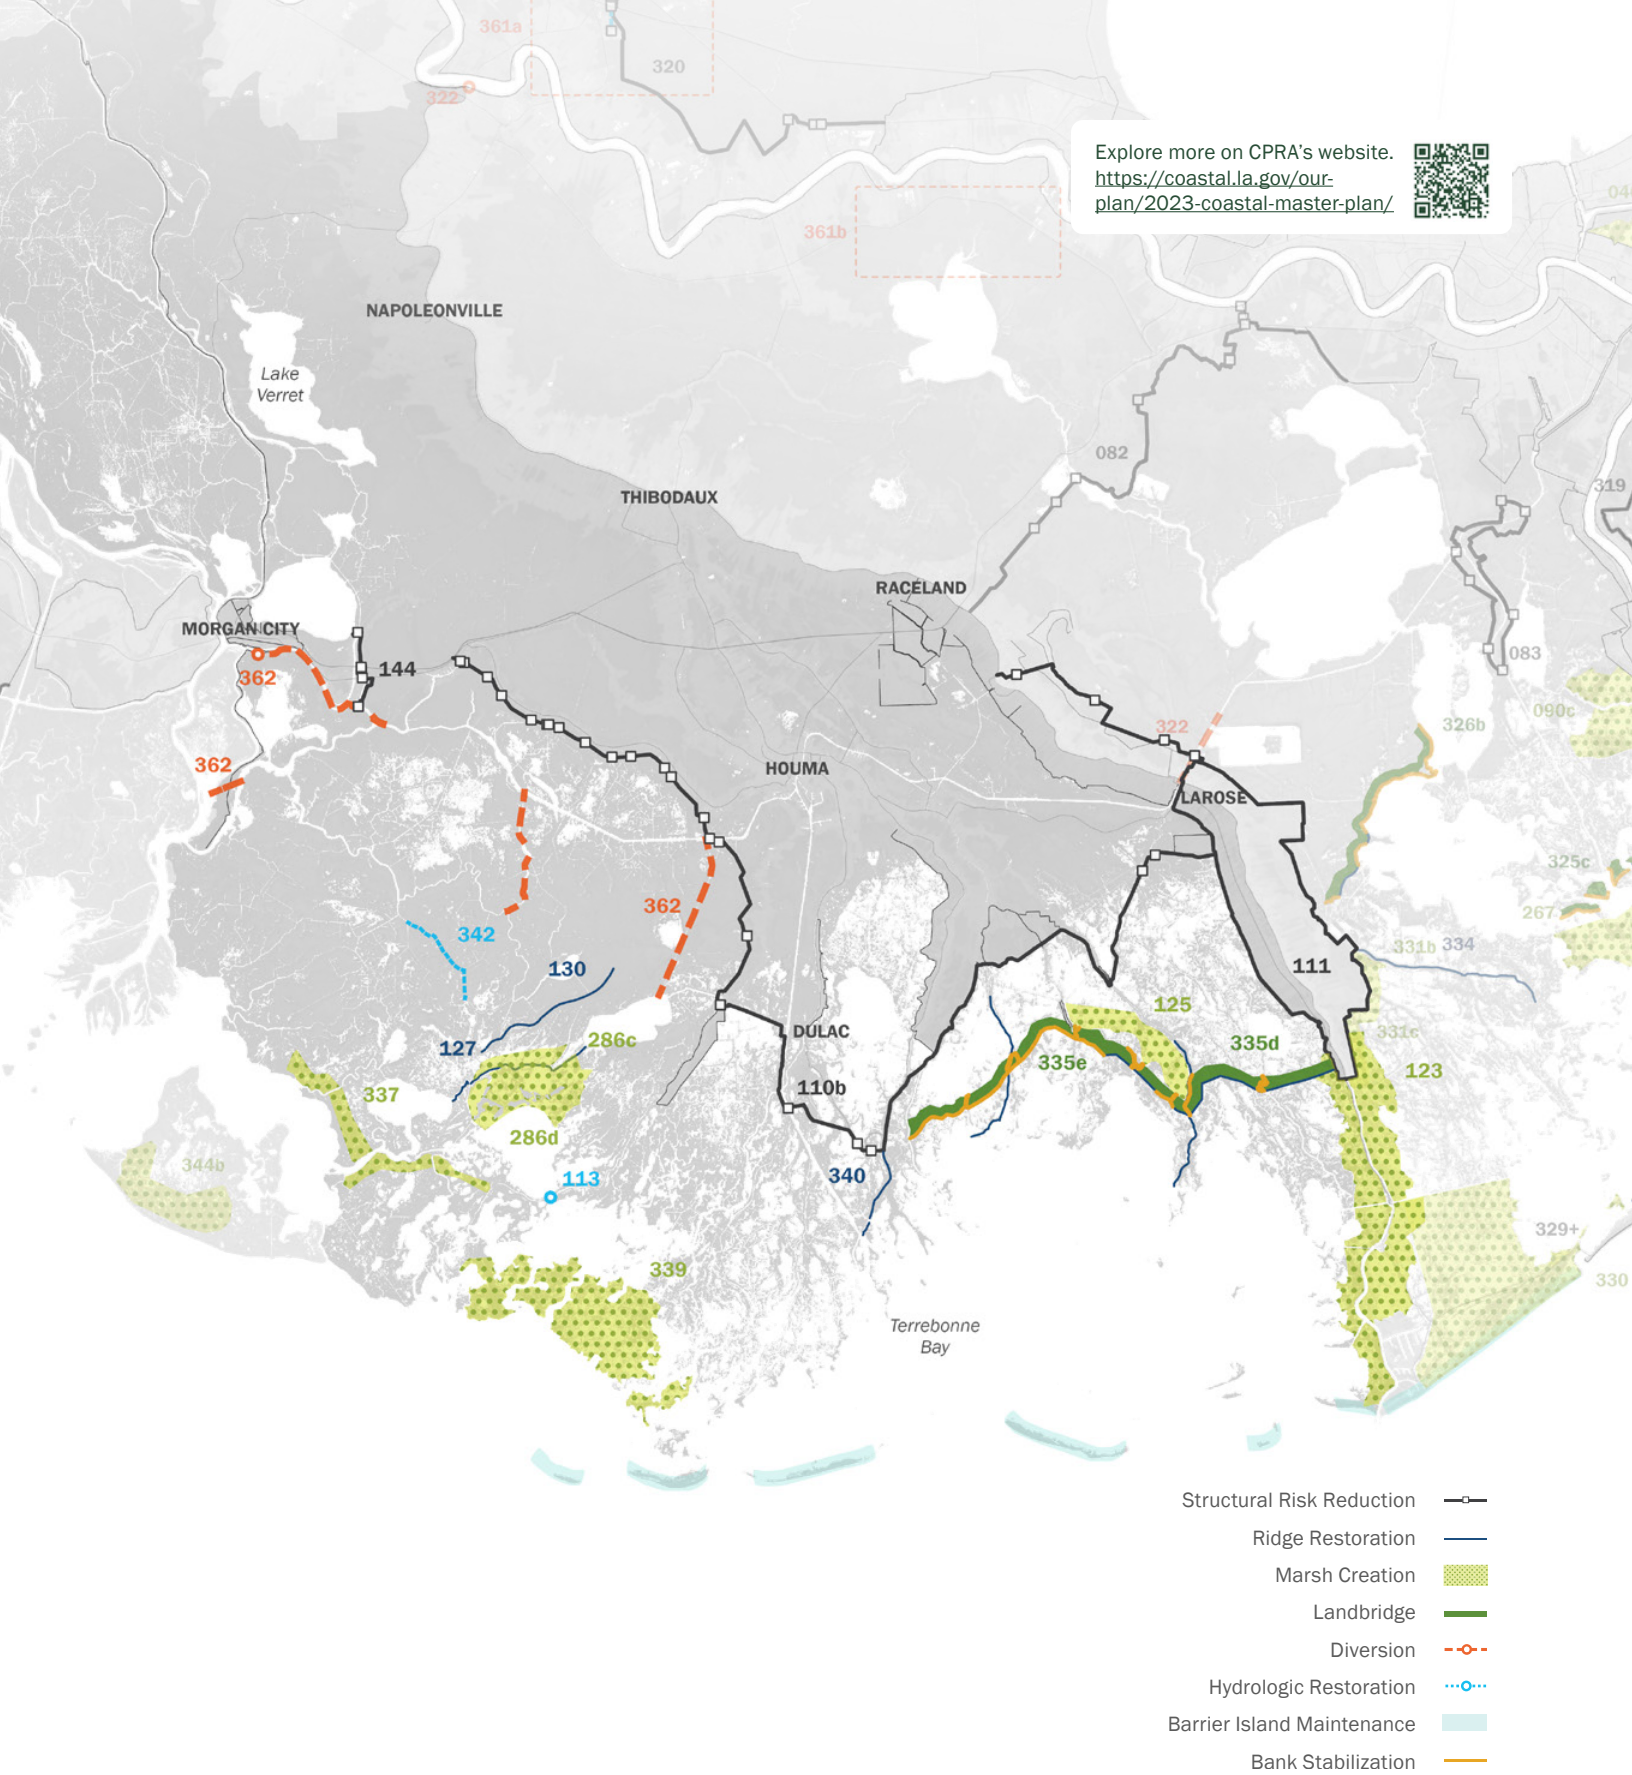 361a
320
322
Explore more on CPRA’s website.
https://coastal.la.gov/our-
plan/2023-coastal-master-plan/
361b
NAPOLEONVILLE
Lake
Verret
082
319
THIBODAUX
RACELAND
MORGAN CITY
144
362
083
090c
326b
322
362
HOUMA
LAROSE
325c
267
362
342
331b
334
130
111
125
DULAC
331c
127
286c
335d
335e
123
110b
337
286d
344b
113
340
329+
339
330
Terrebonne
Bay
Structural Risk Reduction
Ridge Restoration
Marsh Creation
Landbridge
Diversion
Hydrologic Restoration
Barrier Island Maintenance
Bank Stabilization